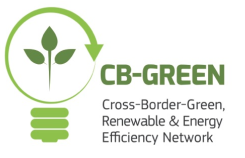 CB-GREEN
Cross-Border-Green,
Renewable & Energy
Efficiency Network